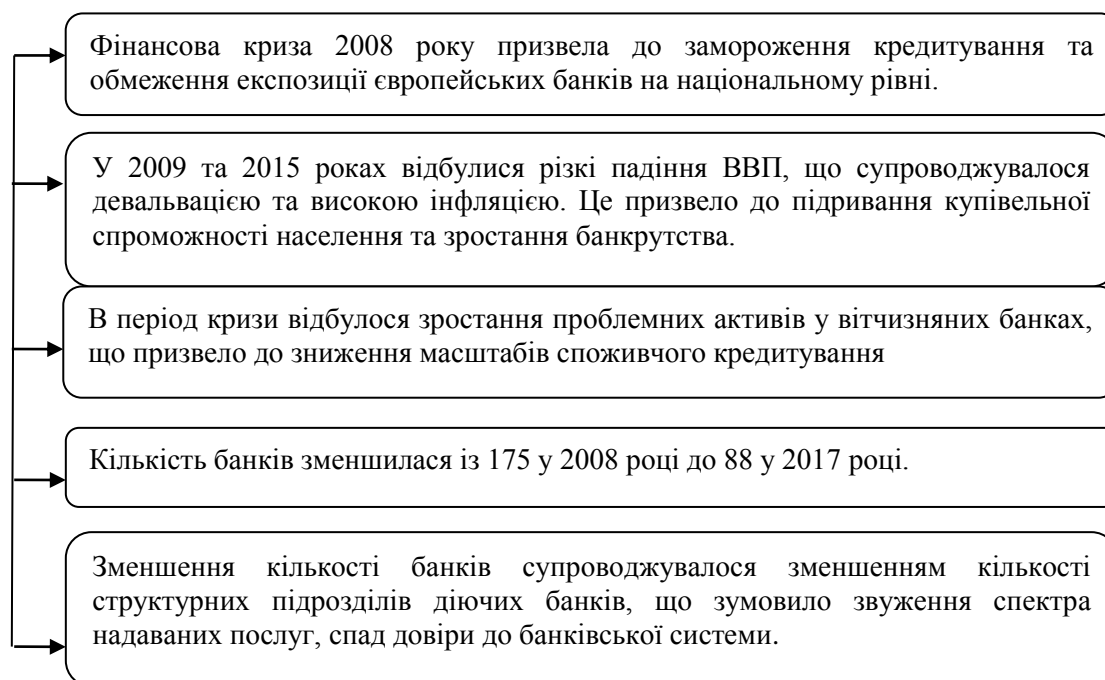 Фінансова криза 2008 року призвела до замороження кредитування та
обмеження експозиції європейських банків на національному рівні.
У 2009 та 2015 роках відбулися різкі падіння ВВП, що супроводжувалося
девальвацією та високою інфляцією. Це призвело до підривання купівельної
спроможності населення та зростання банкрутства.
В період кризи відбулося зростання проблемних активів у вітчизняних банках,
що призвело до зниження масштабів споживчого кредитування
Кількість банків зменшилася із 175 у 2008 році до 88 у 2017 році.
Зменшення кількості банків супроводжувалося зменшенням кількості
структурних підрозділів діючих банків, що зумовило звуження спектра
надаваних послуг, спад довіри до банківської системи.